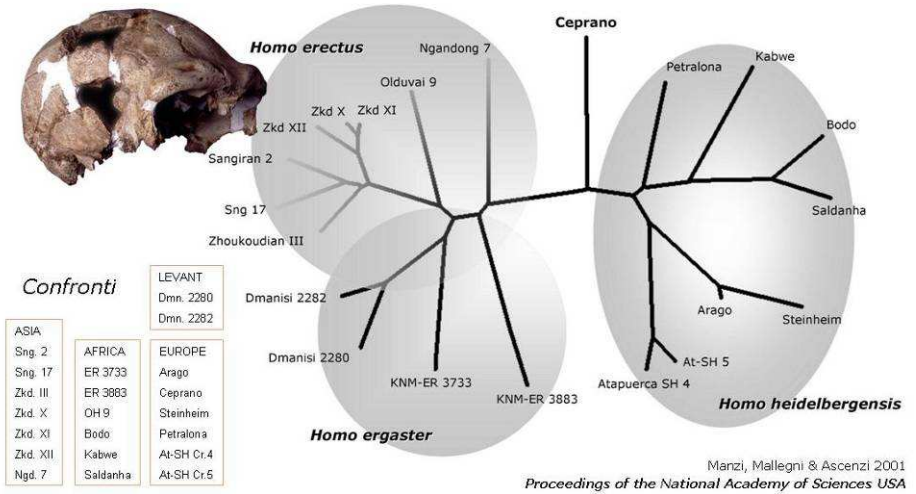 Ceprano
Homo erectus
Ngandong 7
Kabwe
Petralona
Olduvai 9
Zkd X
Zkd XI
Zkd XII
Bodo
Sangiran 2
Sng 17
Saldanha
Zhoukoudian III
Confronti
LEVANT
Dmn. 2280
Dmn. 2282
Dmanisi 2282
Arago
Steinheim
ASIA
Sng. 2
Sng. 17
Zkd. III
Zkd. X
Zkd. XI
Zkd. XII
Ngd. 7
AFRICA
ER 3733
ER 3883
OH 9
Bodo
Kabwe
Saldanha
EUROPE
Arago
Ceprano
Steinheim
Petralona
At-SH Cr.4
At-SH Cr.5
Dmanisi 2280
KNM-ER 3733
KNM-ER 3883
At-SH 5
Atapuerca SH 4
Homo heidelbergensis
Homo ergaster
Manzi, Mallegni & Ascenzi 2001
Proceedings of the National Academy of Sciences USA